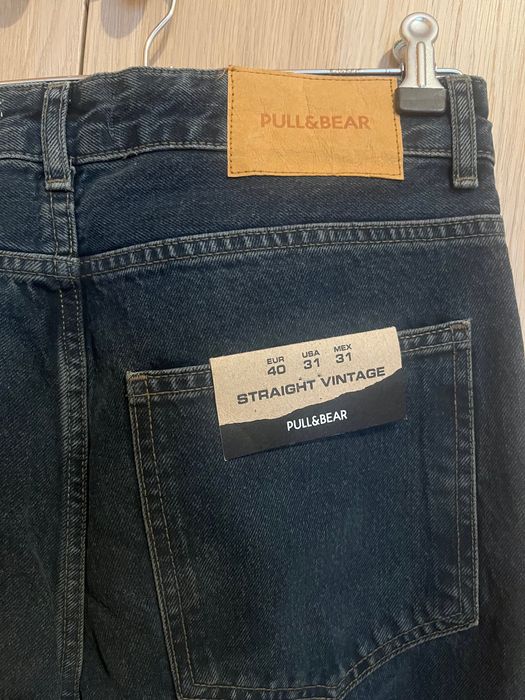 PULL&BEAR
EUR USA MEX
40 31 31
STRAIGHT VINTAGE
PULL&BEAR